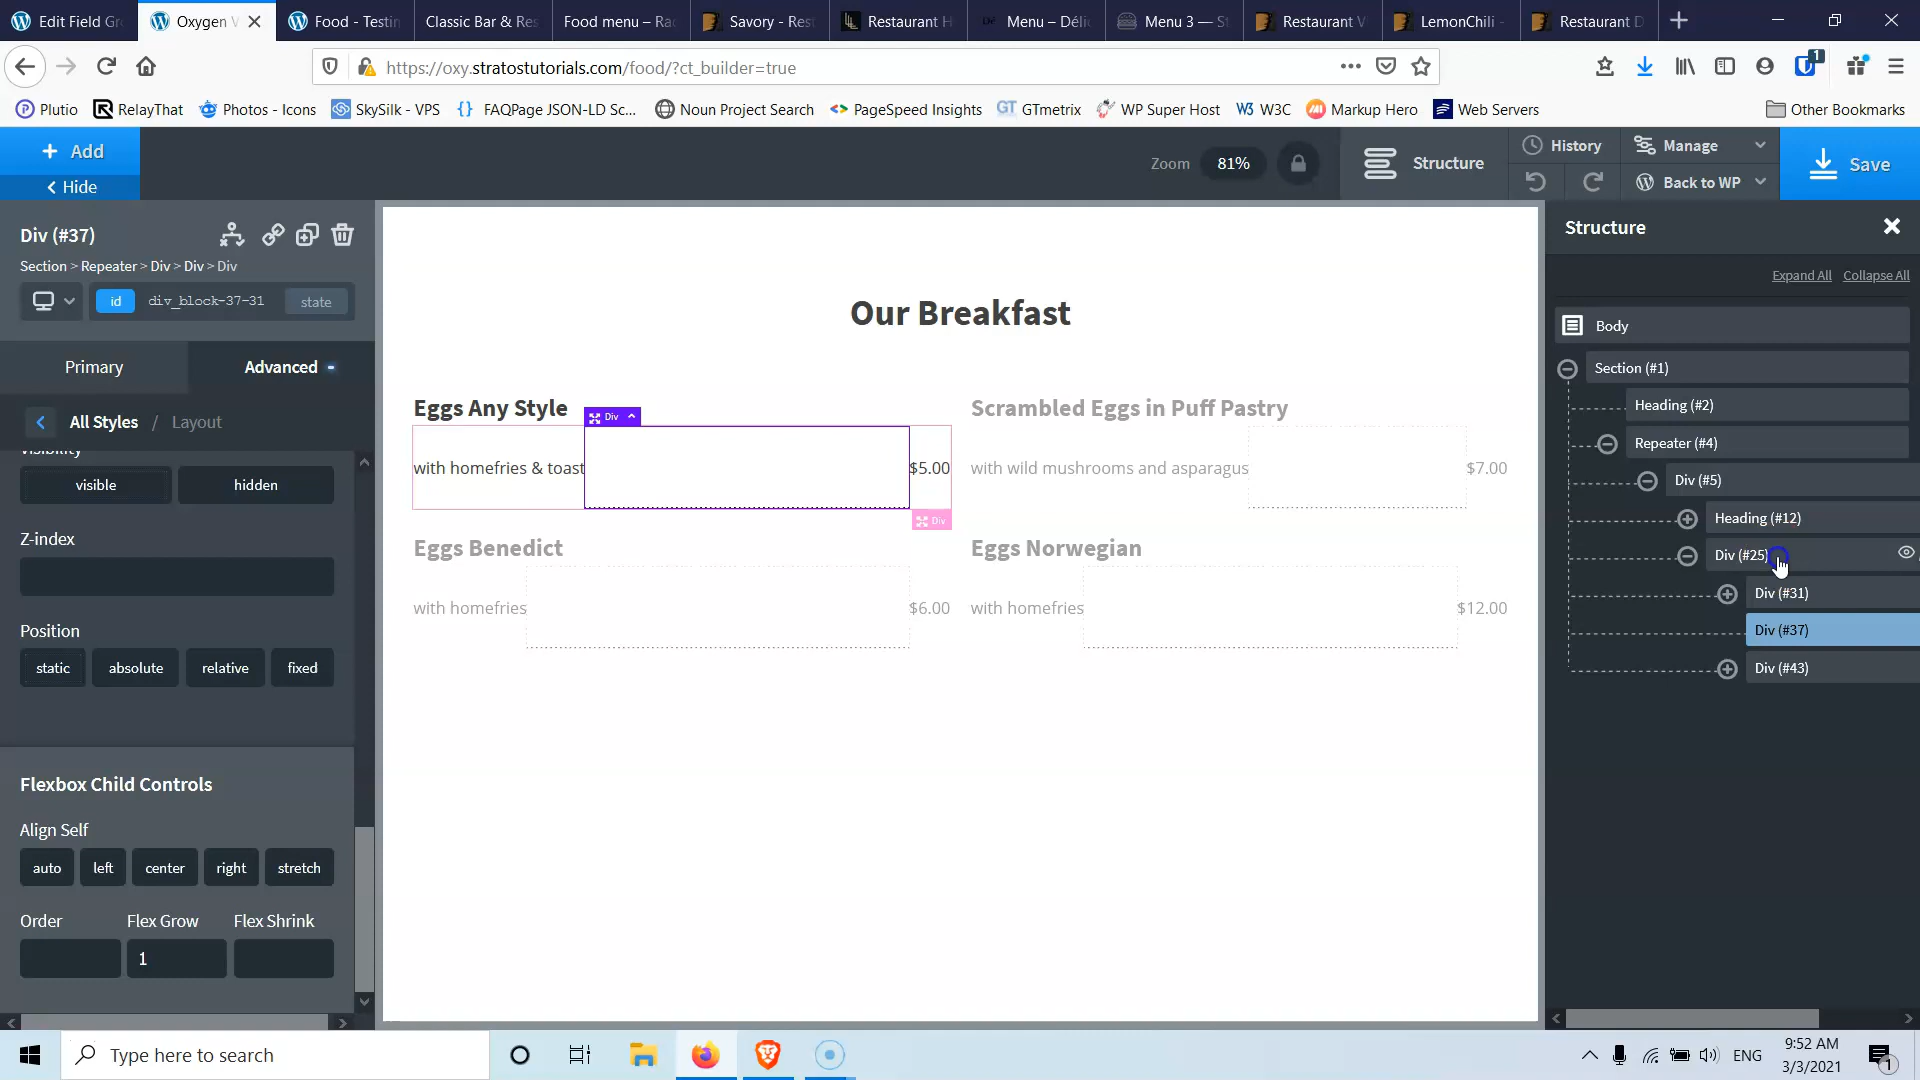 Edit Field Gr
Oxygen V
Food - Testin
Classic Bar & Res
Food menu – Ra
Savory - Rest
Restaurant H
Menu – Délic
Menu 3 — St
Restaurant V
LemonChili -
Restaurant D
https://oxy.stratostutorials.com/food/?ct_builder=true
1
Plutio
RelayThat
Photos - Icons
SkySilk - VPS
FAQPage JSON-LD Sc...
Noun Project Search
PageSpeed Insights
GTmetrix
WP Super Host
W3C
Markup Hero
Web Servers
Other Bookmarks
+ Add
< Hide
Zoom 81%
Structure
History
Manage
Back to WP
Save
Div (#37)
Section > Repeater > Div > Div > Div
id div_block-37-31 state
Primary
Advanced
All Styles / Layout
Visibility
visible hidden
Z-index
Position
static absolute relative fixed
Flexbox Child Controls
Align Self
auto left center right stretch
Order Flex Grow Flex Shrink
1
Our Breakfast
Eggs Any Style
Div
with homefries & toast
$5.00
Div
Scrambled Eggs in Puff Pastry
with wild mushrooms and asparagus
$7.00
Eggs Benedict
with homefries
$6.00
Eggs Norwegian
with homefries
$12.00
Structure
Expand All Collapse All
Body
Section (#1)
Heading (#2)
Repeater (#4)
Div (#5)
Heading (#12)
Div (#25)
Div (#31)
Div (#37)
Div (#43)
Type here to search
ENG
9:52 AM
3/3/2021
1